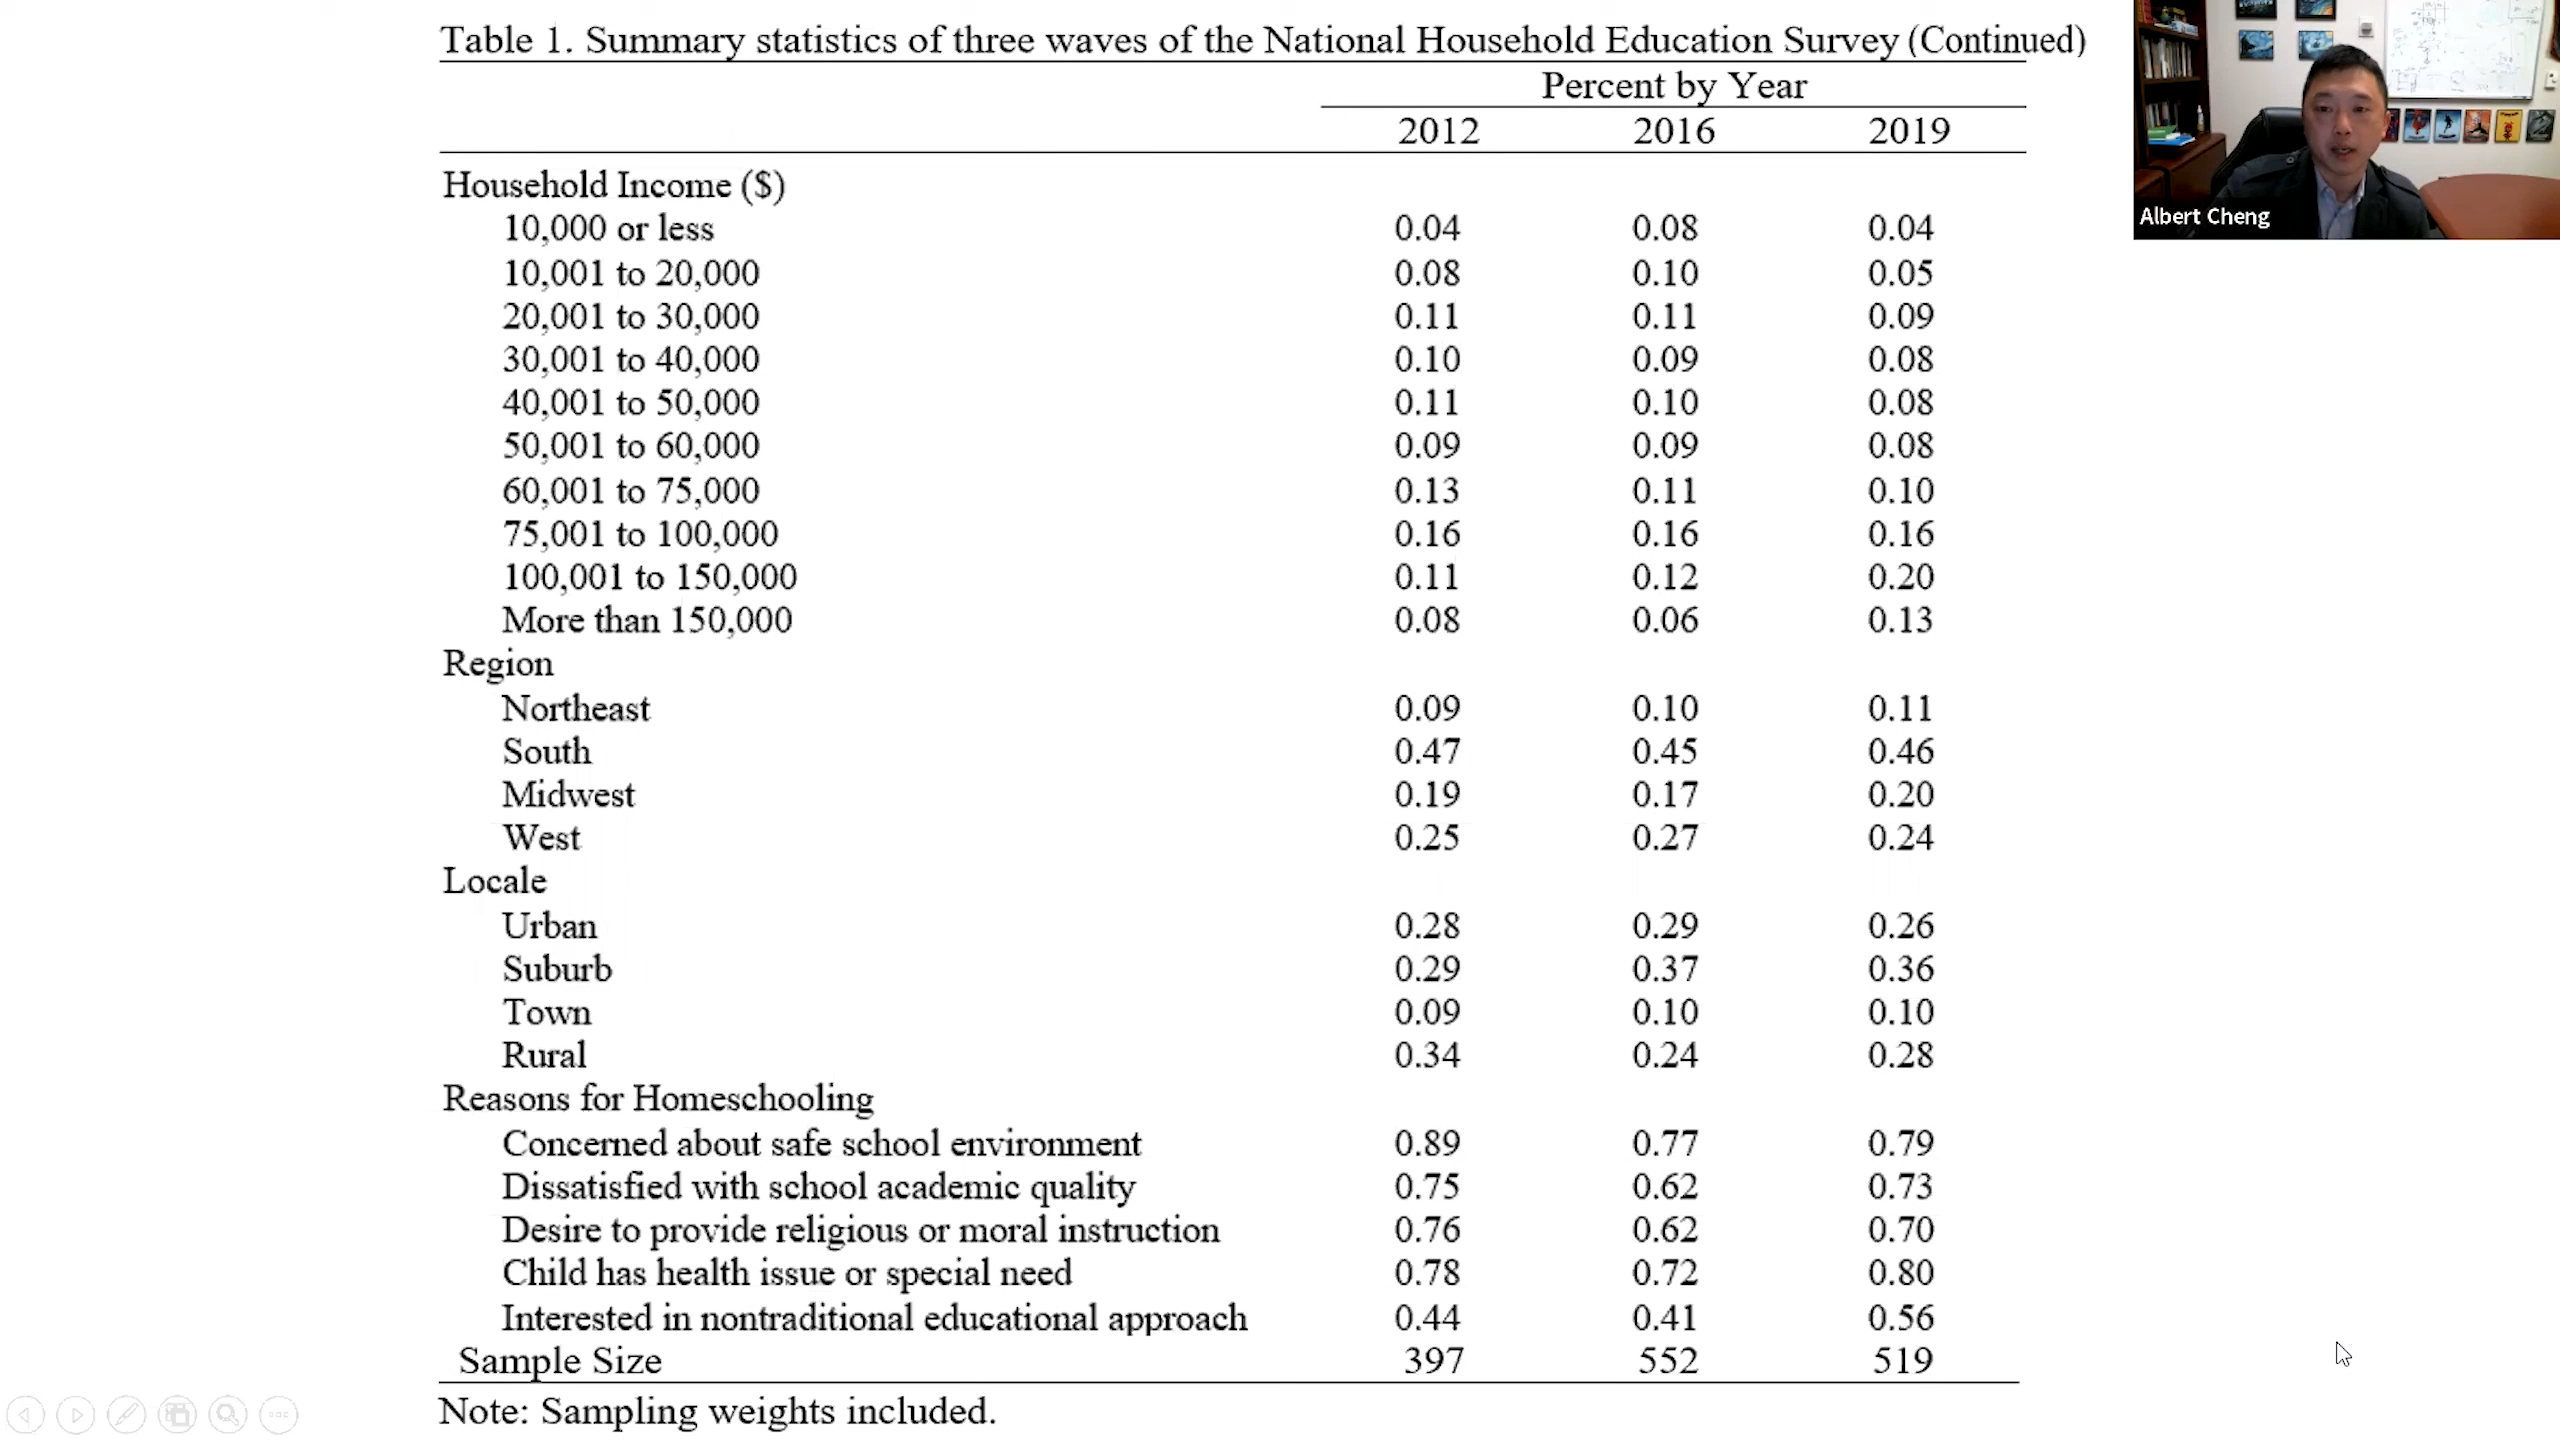 Table 1. Summary statistics of three waves of the National Household Education Survey (Continued)
Percent by Year
2012 2016 2019
Household Income ($)
10,000 or less 0.04 0.08 0.04
10,001 to 20,000 0.08 0.10 0.05
20,001 to 30,000 0.11 0.11 0.09
30,001 to 40,000 0.10 0.09 0.08
40,001 to 50,000 0.11 0.10 0.08
50,001 to 60,000 0.09 0.09 0.08
60,001 to 75,000 0.13 0.11 0.10
75,001 to 100,000 0.16 0.16 0.16
100,001 to 150,000 0.11 0.12 0.20
More than 150,000 0.08 0.06 0.13
Region
Northeast 0.09 0.10 0.11
South 0.47 0.45 0.46
Midwest 0.19 0.17 0.20
West 0.25 0.27 0.24
Locale
Urban 0.28 0.29 0.26
Suburb 0.29 0.37 0.36
Town 0.09 0.10 0.10
Rural 0.34 0.24 0.28
Reasons for Homeschooling
Concerned about safe school environment 0.89 0.77 0.79
Dissatisfied with school academic quality 0.75 0.62 0.73
Desire to provide religious or moral instruction 0.76 0.62 0.70
Child has health issue or special need 0.78 0.72 0.80
Interested in nontraditional educational approach 0.44 0.41 0.56
Sample Size 397 552 519
Note: Sampling weights included.
Albert Cheng